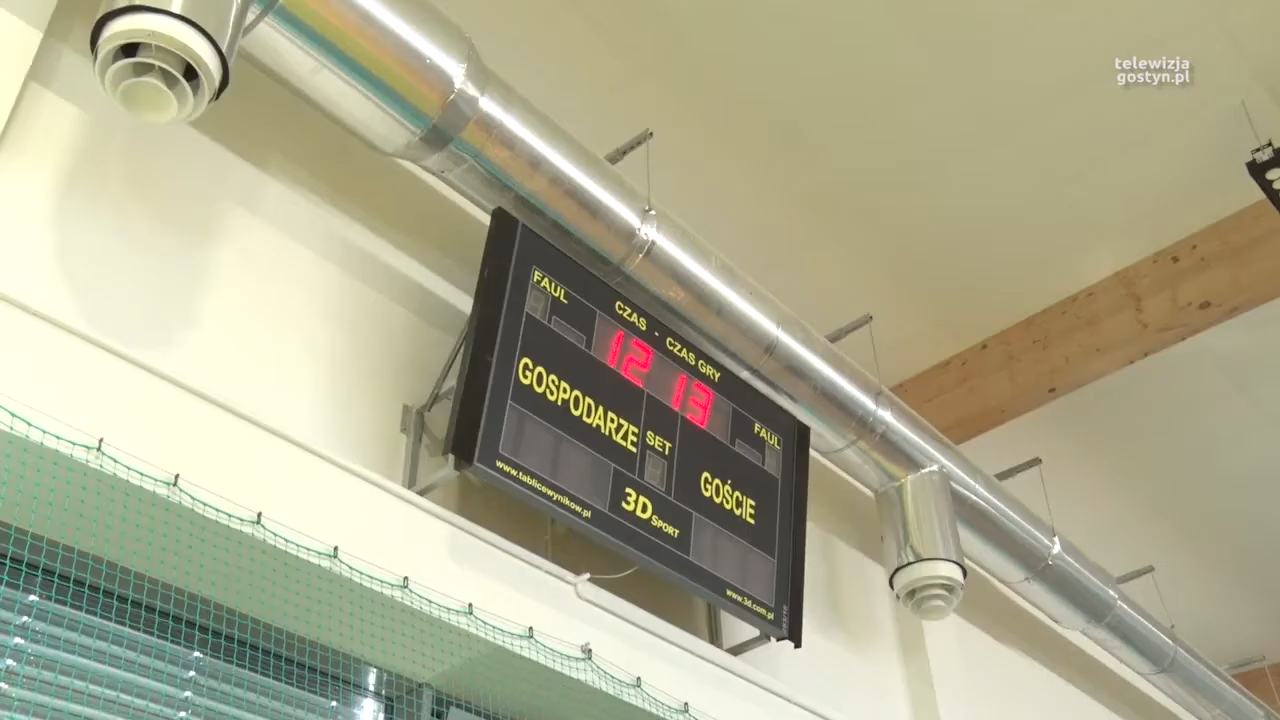 telewizja
gostyn.pl
FAUL
CZAS - CZAS GRY
12 13
FAUL
GOSPODARZE
SET
GOŚCIE
www.tablicewynikow.pl
3D SPORT
www.3d.com.pl